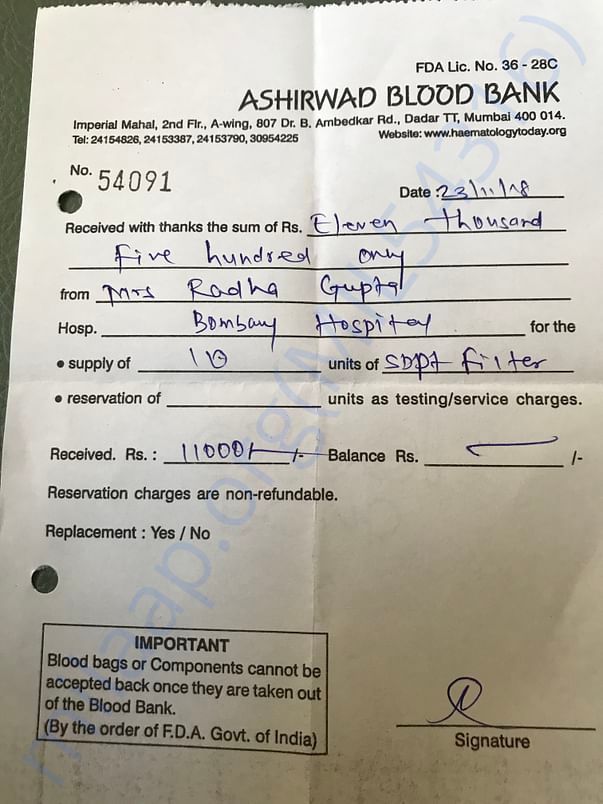 FDA Lic. No. 36 - 28C
ASHIRWAD BLOOD BANK
Imperial Mahal, 2nd Flr., A-wing, 807 Dr. B. Ambedkar Rd., Dadar TT, Mumbai 400 014.
Tel: 24154826, 24153387, 24153790, 30954225 Website: www.haematologytoday.org
No. 54091
Date : 23/11/18
Received with thanks the sum of Rs. Eleven thousand
five hundred only
from Mrs Radha Gupta
Hosp. Bombay Hospital for the
• supply of units of SDPt filter
• reservation of units as testing/service charges.
Received. Rs. : 11000/- /- Balance Rs. /-
Reservation charges are non-refundable.
Replacement : Yes / No
IMPORTANT
Blood bags or Components cannot be
accepted back once they are taken out
of the Blood Bank.
(By the order of F.D.A. Govt. of India)
Signature